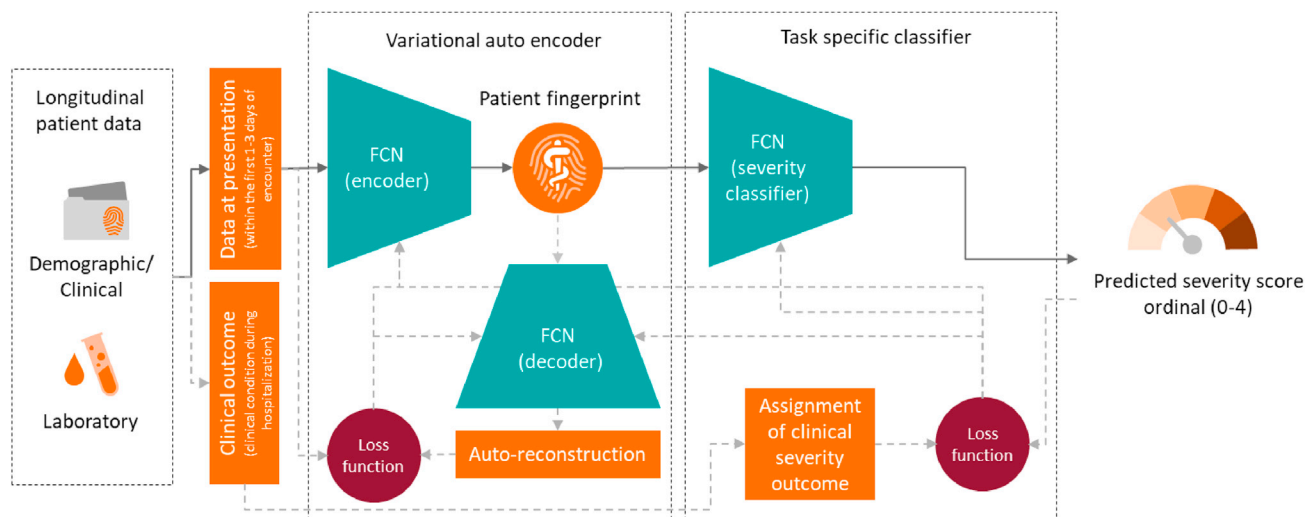 Variational auto encoder
Task specific classifier
Longitudinal
patient data
Demographic/
Clinical
Laboratory
Data at presentation
(within the first 1-3 days of
encounter)
Clinical outcome
(clinical condition during
hospitalization)
FCN
(encoder)
Patient fingerprint
FCN
(severity
classifier)
FCN
(decoder)
Predicted severity score
ordinal (0-4)
Loss
function
Auto-reconstruction
Assignment
of clinical
severity
outcome
Loss
function